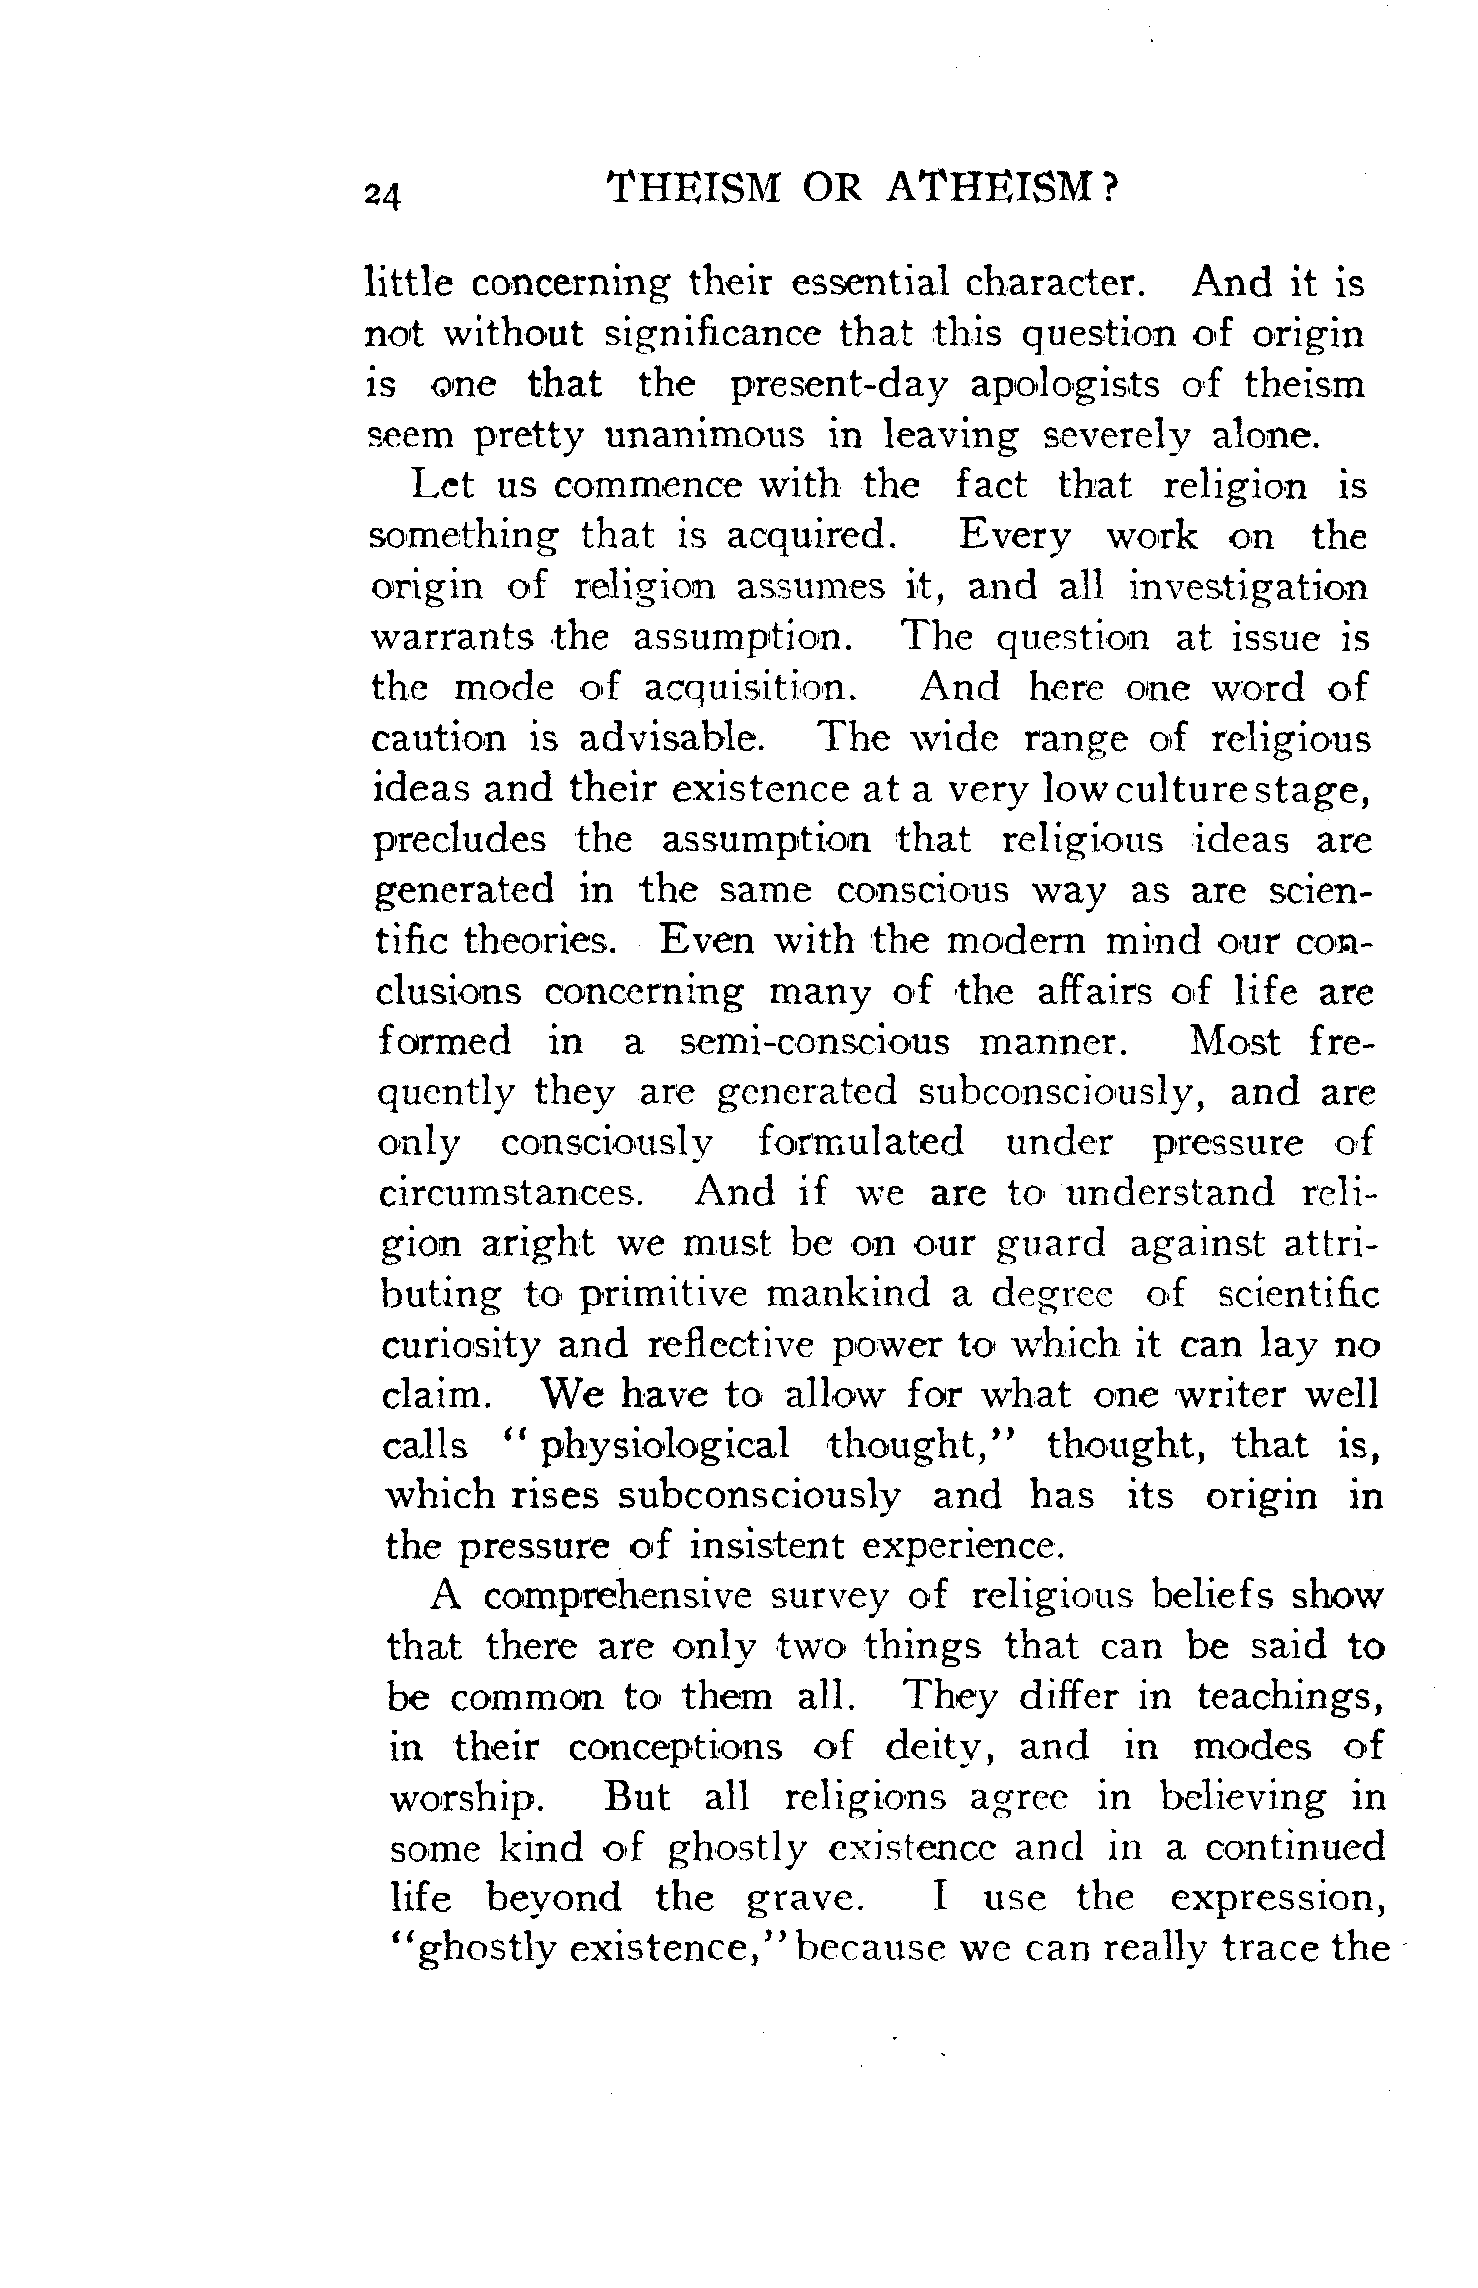 24 THEISM OR ATHEISM?
little concerning their essential character. And it is
not without significance that this question of origin
is one that the present-day apologists of theism
seem pretty unanimous in leaving severely alone.
Let us commence with the fact that religion is
something that is acquired. Every work on the
origin of religion assumes it, and all investigation
warrants the assumption. The question at issue is
the mode of acquisition. And here one word of
caution is advisable. The wide range of religious
ideas and their existence at a very low culture stage,
precludes the assumption that religious ideas are
generated in the same conscious way as are scien-
tific theories. Even with the modern mind our con-
clusions concerning many of the affairs of life are
formed in a semi-conscious manner. Most fre-
quently they are generated subconsciously, and are
only consciously formulated under pressure of
circumstances. And if we are to understand reli-
gion aright we must be on our guard against attri-
buting to primitive mankind a degree of scientific
curiosity and reflective power to which it can lay no
claim. We have to allow for what one writer well
calls " physiological thought," thought, that is,
which rises subconsciously and has its origin in
the pressure of insistent experience.
A comprehensive survey of religious beliefs show
that there are only two things that can be said to
be common to them all. They differ in teachings,
in their conceptions of deity, and in modes of
worship. But all religions agree in believing in
some kind of ghostly existence and in a continued
life beyond the grave. I use the expression,
"ghostly existence," because we can really trace the